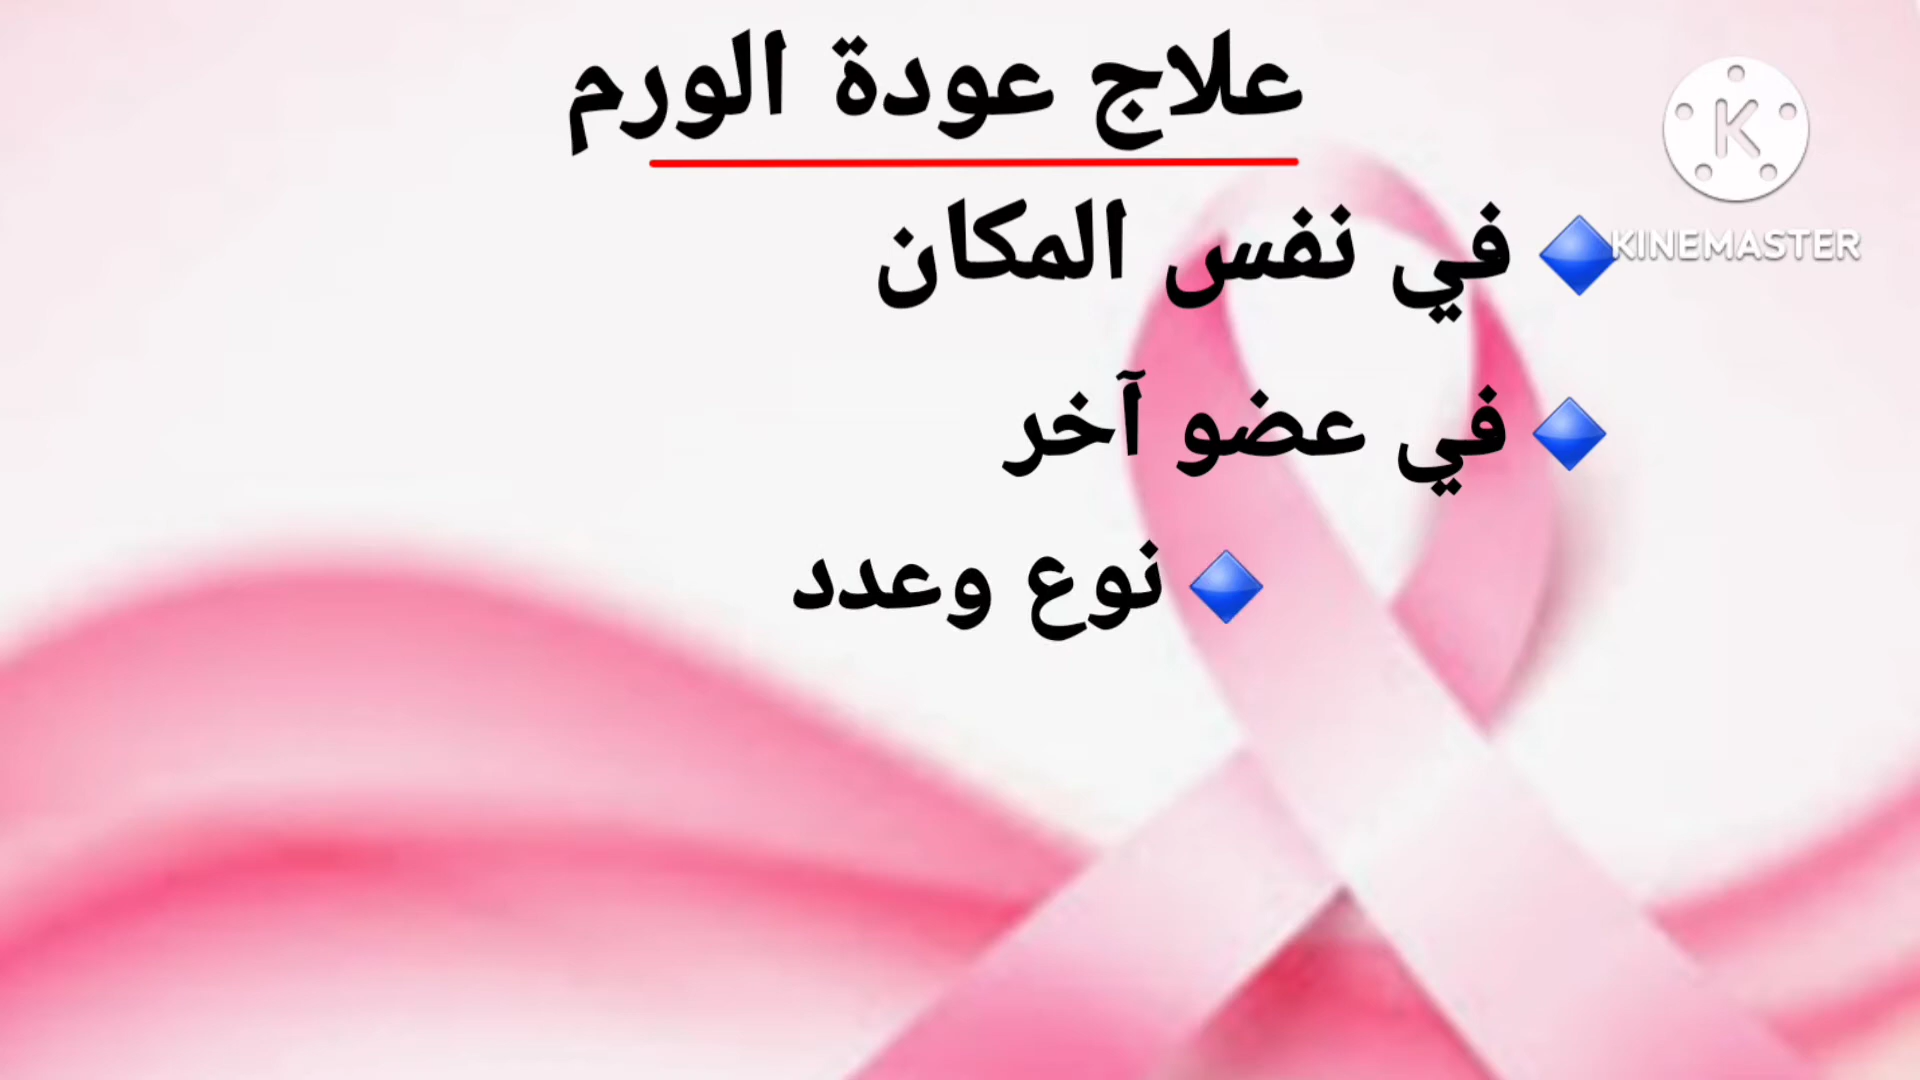 علاج عودة الورم
🔷 في نفس المكان
KINEMASTER
🔷 في عضو آخر
🔷 نوع وعدد